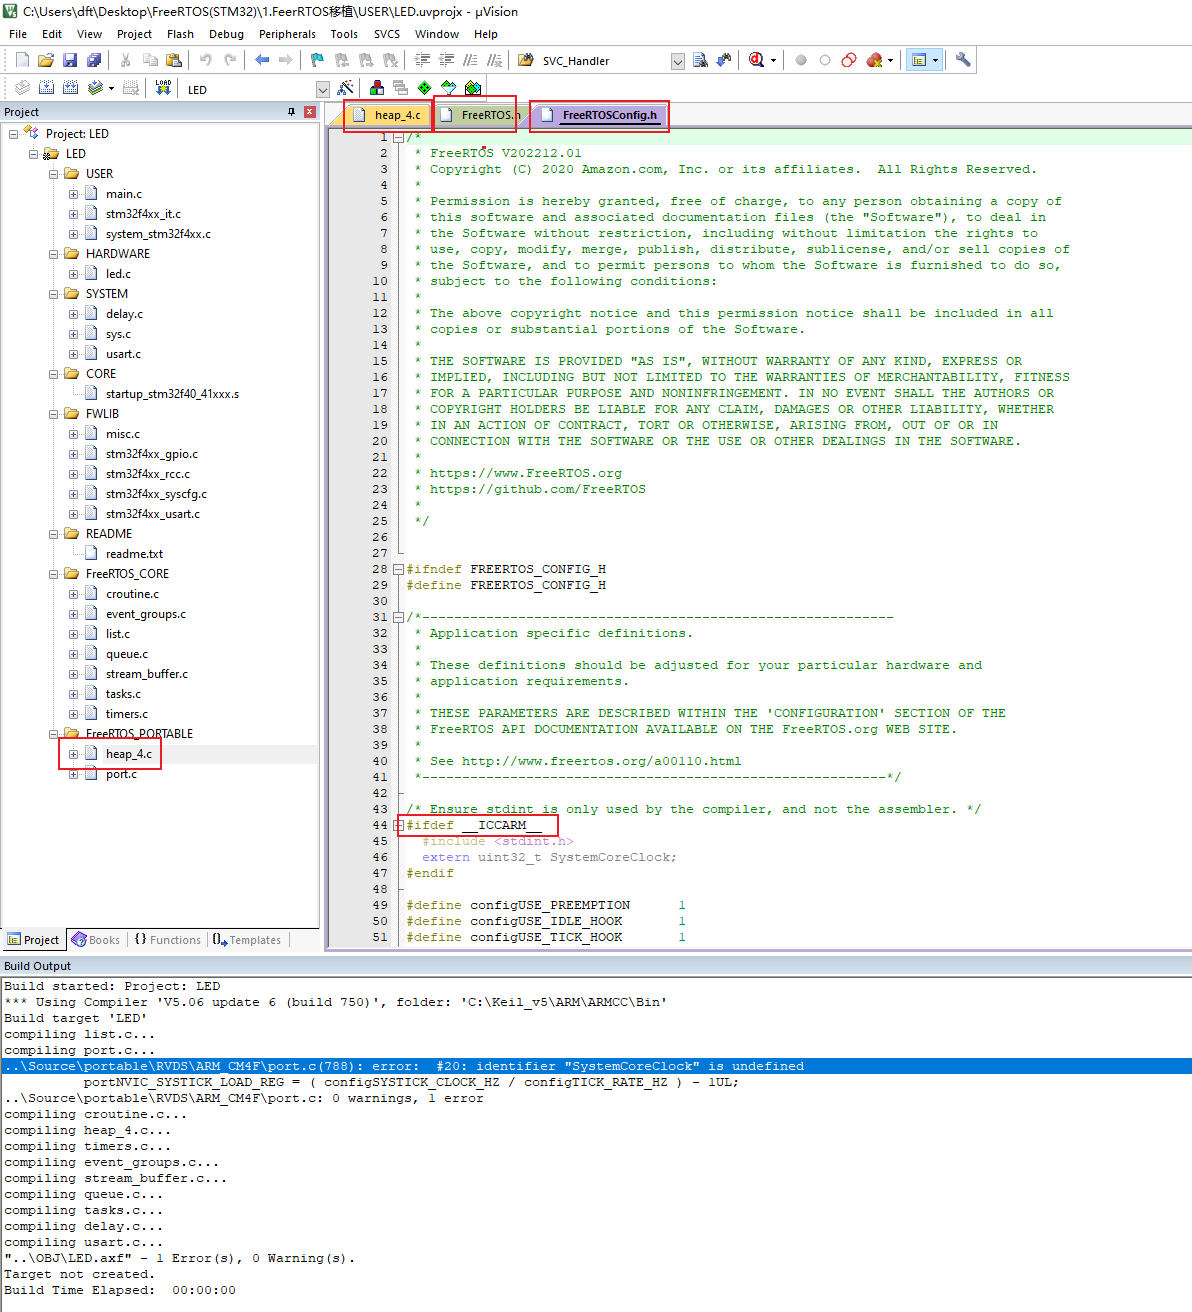 C:\Users\dft\Desktop\FreeRTOS(STM32)\1.FeerRTOS移植\USER\LED.uvprojx - µVision
File Edit View Project Flash Debug Peripherals Tools SVCS Window Help
SVC_Handler
LOAD LED
Project
heap_4.c FreeRTOS.h FreeRTOSConfig.h
Project: LED
LED
USER
main.c
stm32f4xx_it.c
system_stm32f4xx.c
HARDWARE
led.c
SYSTEM
delay.c
sys.c
usart.c
CORE
startup_stm32f40_41xxx.s
FWLIB
misc.c
stm32f4xx_gpio.c
stm32f4xx_rcc.c
stm32f4xx_syscfg.c
stm32f4xx_usart.c
README
readme.txt
FreeRTOS_CORE
croutine.c
event_groups.c
list.c
queue.c
stream_buffer.c
tasks.c
timers.c
FreeRTOS_PORTABLE
heap_4.c
port.c
Project Books {} Functions Templates
1 /*
2 * FreeRTOS V202212.01
3 * Copyright (C) 2020 Amazon.com, Inc. or its affiliates.  All Rights Reserved.
4 *
5 * Permission is hereby granted, free of charge, to any person obtaining a copy of
6 * this software and associated documentation files (the "Software"), to deal in
7 * the Software without restriction, including without limitation the rights to
8 * use, copy, modify, merge, publish, distribute, sublicense, and/or sell copies of
9 * the Software, and to permit persons to whom the Software is furnished to do so,
10 * subject to the following conditions:
11 *
12 * The above copyright notice and this permission notice shall be included in all
13 * copies or substantial portions of the Software.
14 *
15 * THE SOFTWARE IS PROVIDED "AS IS", WITHOUT WARRANTY OF ANY KIND, EXPRESS OR
16 * IMPLIED, INCLUDING BUT NOT LIMITED TO THE WARRANTIES OF MERCHANTABILITY, FITNESS
17 * FOR A PARTICULAR PURPOSE AND NONINFRINGEMENT. IN NO EVENT SHALL THE AUTHORS OR
18 * COPYRIGHT HOLDERS BE LIABLE FOR ANY CLAIM, DAMAGES OR OTHER LIABILITY, WHETHER
19 * IN AN ACTION OF CONTRACT, TORT OR OTHERWISE, ARISING FROM, OUT OF OR IN
20 * CONNECTION WITH THE SOFTWARE OR THE USE OR OTHER DEALINGS IN THE SOFTWARE.
21 *
22 * https://www.FreeRTOS.org
23 * https://github.com/FreeRTOS
24 *
25 */
26
27
28 #ifndef FREERTOS_CONFIG_H
29 #define FREERTOS_CONFIG_H
30
31 /*-----------------------------------------------------------
32 * Application specific definitions.
33 *
34 * These definitions should be adjusted for your particular hardware and
35 * application requirements.
36 *
37 * THESE PARAMETERS ARE DESCRIBED WITHIN THE 'CONFIGURATION' SECTION OF THE
38 * FreeRTOS API DOCUMENTATION AVAILABLE ON THE FreeRTOS.org WEB SITE.
39 *
40 * See http://www.freertos.org/a00110.html
41 *----------------------------------------------------------*/
42
43 /* Ensure stdint is only used by the compiler, and not the assembler. */
44 #ifdef __ICCARM__
45 #include <stdint.h>
46 extern uint32_t SystemCoreClock;
47 #endif
48
49 #define configUSE_PREEMPTION 1
50 #define configUSE_IDLE_HOOK 1
51 #define configUSE_TICK_HOOK 1
Build Output
Build started: Project: LED
*** Using Compiler 'V5.06 update 6 (build 750)', folder: 'C:\Keil_v5\ARM\ARMCC\Bin'
Build target 'LED'
compiling list.c...
compiling port.c...
..\Source\portable\RVDS\ARM_CM4F\port.c(788): error:  #20: identifier "SystemCoreClock" is undefined
portNVIC_SYSTICK_LOAD_REG = ( configSYSTICK_CLOCK_HZ / configTICK_RATE_HZ ) - 1UL;
..\Source\portable\RVDS\ARM_CM4F\port.c: 0 warnings, 1 error
compiling croutine.c...
compiling heap_4.c...
compiling timers.c...
compiling event_groups.c...
compiling stream_buffer.c...
compiling queue.c...
compiling tasks.c...
compiling delay.c...
compiling usart.c...
"..\OBJ\LED.axf" - 1 Error(s), 0 Warning(s).
Target not created.
Build Time Elapsed:  00:00:00